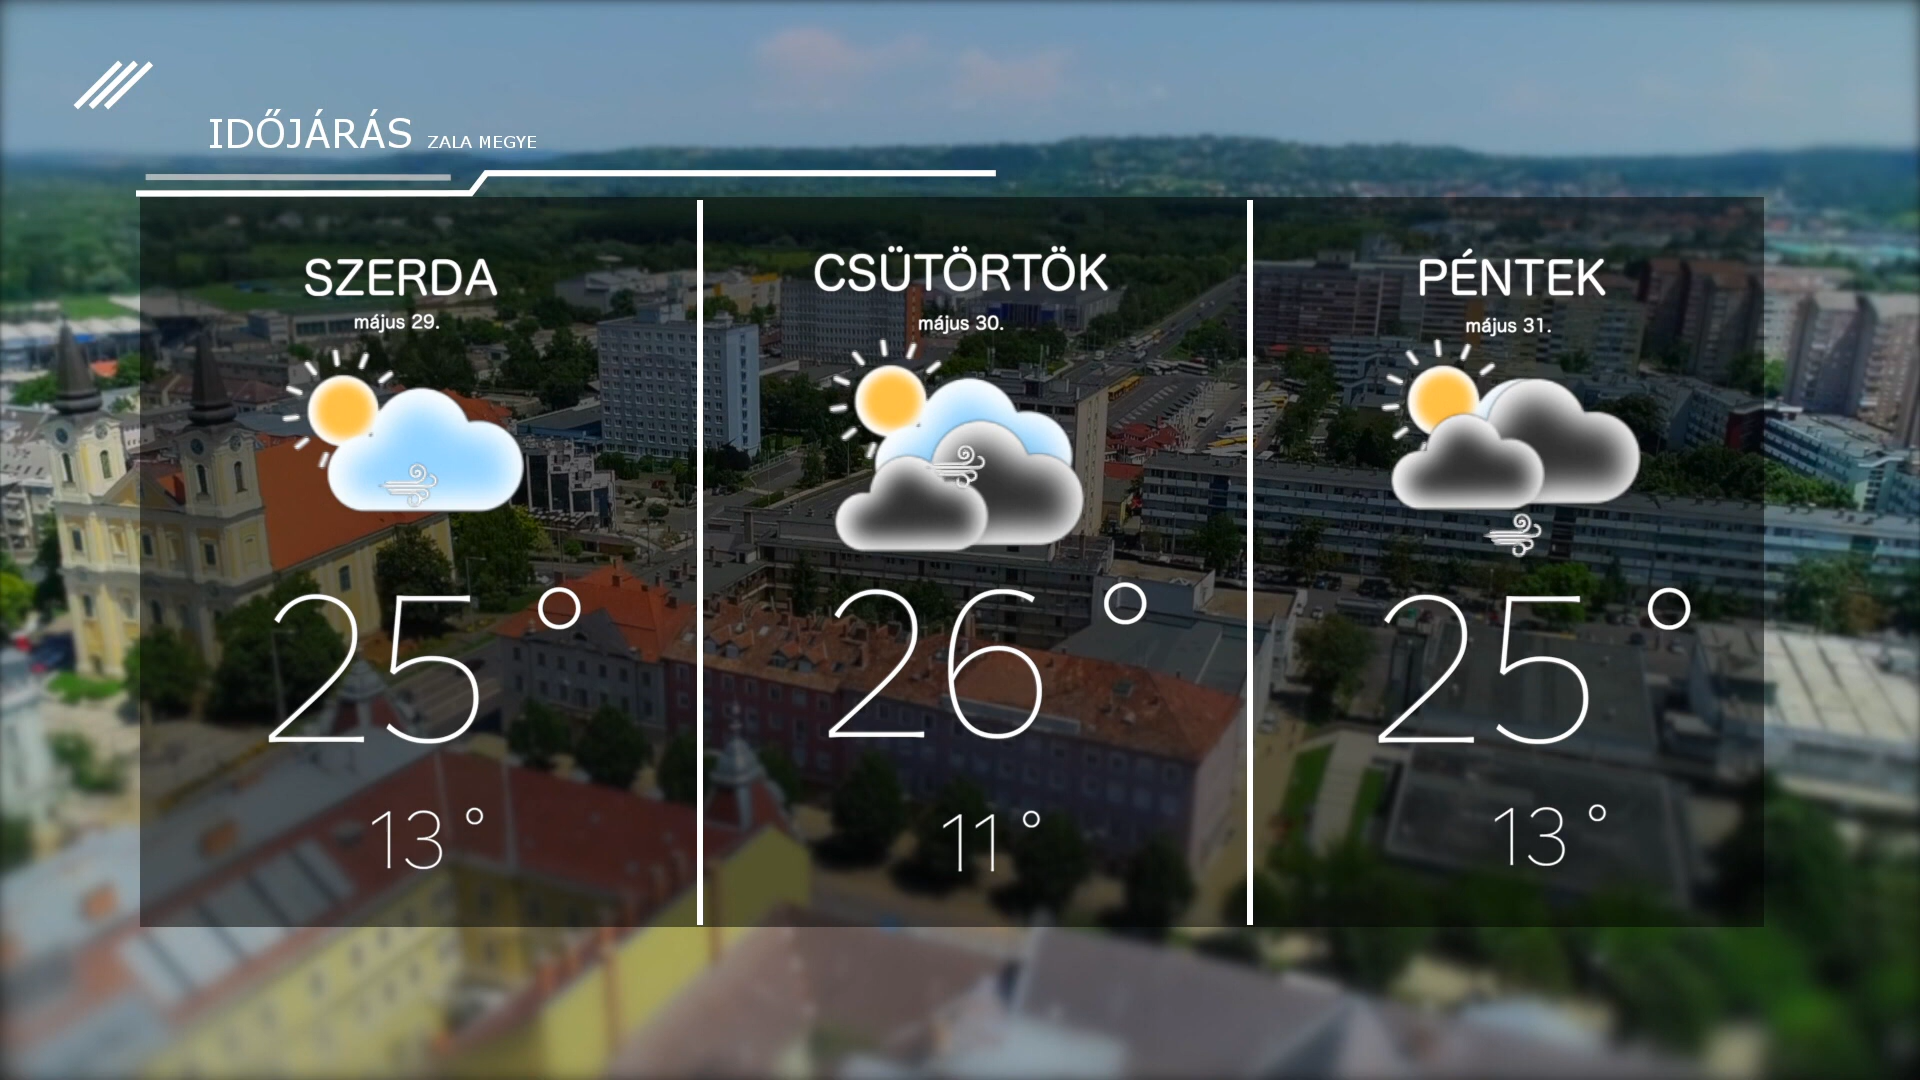 IDŐJÁRÁS ZALA MEGYE
SZERDA
május 29.
25°
13°
CSÜTÖRTÖK
május 30.
26°
11°
PÉNTEK
május 31.
25°
13°